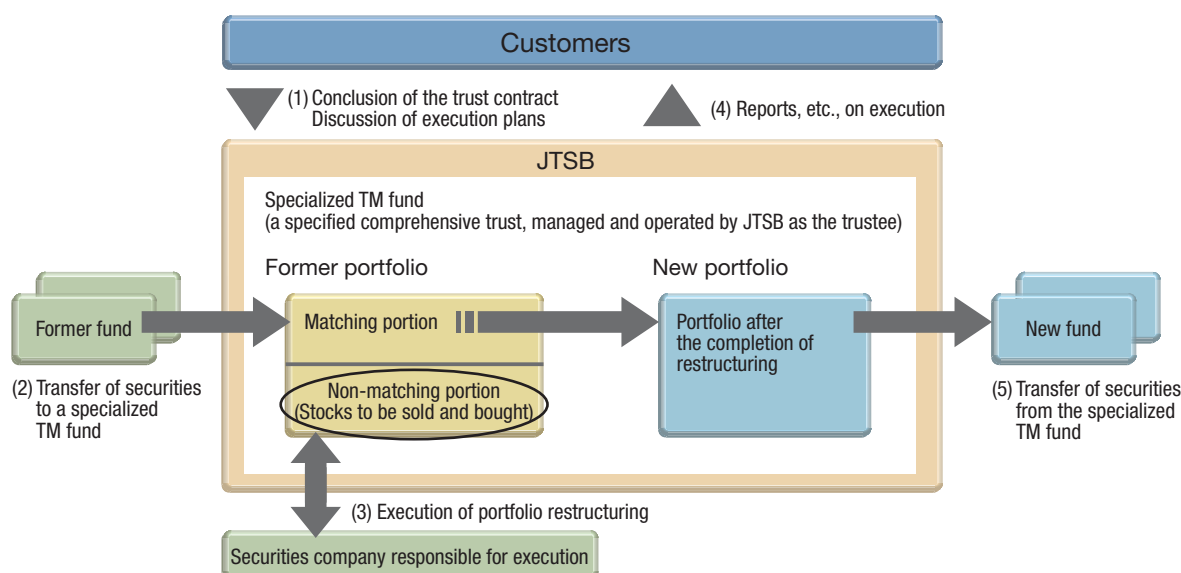 Customers
(1) Conclusion of the trust contract
Discussion of execution plans
(4) Reports, etc., on execution
JTSB
Specialized TM fund
(a specified comprehensive trust, managed and operated by JTSB as the trustee)
Former portfolio
New portfolio
Former fund
Matching portion
Portfolio after
the completion of
restructuring
New fund
Non-matching portion
(Stocks to be sold and bought)
(2) Transfer of securities
to a specialized
TM fund
(5) Transfer of securities
from the specialized
TM fund
(3) Execution of portfolio restructuring
Securities company responsible for execution